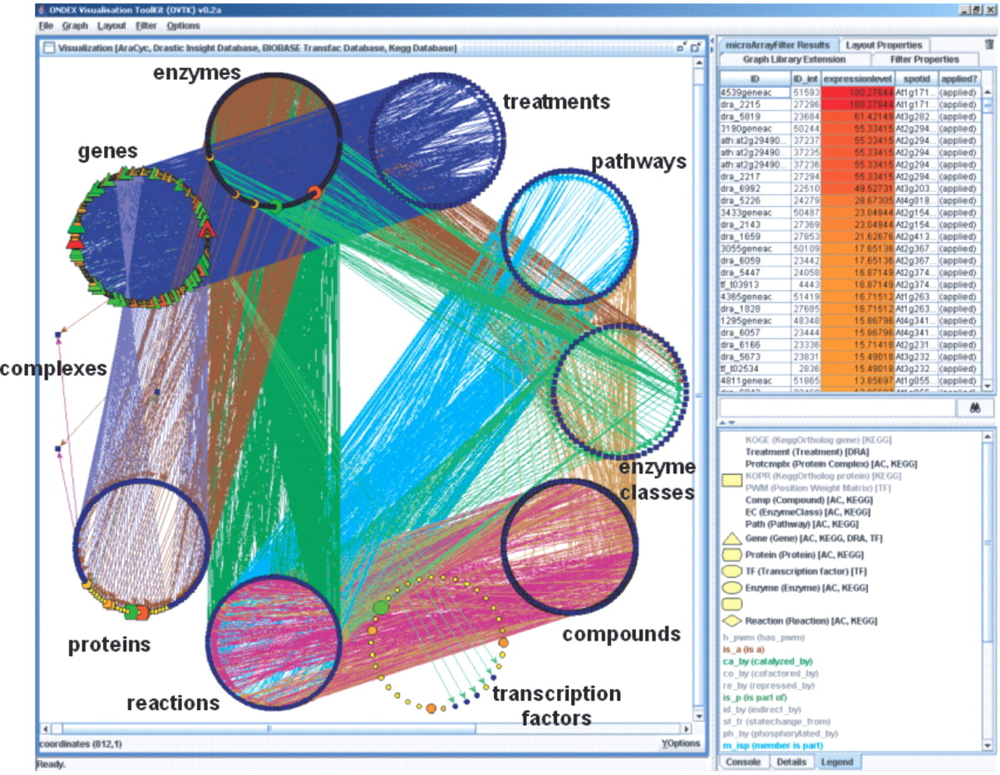 ONDEX Visualisation ToolKit (OVTK) v0.2a
File Graph Layout Filter Options
Visualization [AraCyc, Drastic Insight Database, BIOBASE Transfac Database, Kegg Database]
enzymes
treatments
genes
pathways
complexes
enzyme
classes
proteins
compounds
reactions
transcription
factors
coordinates (812,1)
YOptions
Ready.
microArrayFilter Results Layout Properties
Graph Library Extension Filter Properties
ID ID_int expressionlevel spotid applied?
4539geneac 51593 180.27844 At1g171... (applied)
dra_2215 27296 180.27844 At1g171... (applied)
dra_5819 23684 61.42149 At3g282... (applied)
3190geneac 50244 55.33415 At2g294... (applied)
ath:at2g29490... 37237 55.33415 At2g294... (applied)
ath:at2g29490... 37235 55.33415 At2g294... (applied)
ath:at2g29490... 37236 55.33415 At2g294... (applied)
dra_2217 27294 55.33415 At2g294... (applied)
dra_6992 22510 49.52731 At3g203... (applied)
dra_5226 24279 28.67305 At4g018... (applied)
3433geneac 50487 23.04944 At2g154... (applied)
dra_2143 27369 23.04944 At2g154... (applied)
dra_1659 27853 21.62676 At2g413... (applied)
3055geneac 50109 17.65136 At2g367... (applied)
dra_6059 23442 17.65136 At2g367... (applied)
dra_5447 24058 16.87149 At2g374... (applied)
tf_t03913 4443 16.87149 At2g374... (applied)
4365geneac 51419 16.71512 At1g263... (applied)
dra_1828 27685 16.71512 At1g263... (applied)
1295geneac 48348 15.86796 At4g341... (applied)
dra_6057 23444 15.86796 At4g341... (applied)
dra_6166 23336 15.71418 At2g231... (applied)
dra_5673 23831 15.49018 At3g232... (applied)
tf_t02534 2836 15.49018 At3g232... (applied)
4811geneac 51865 13.85697 At1g055... (applied)
KOGE (KeggOrtholog gene) [KEGG]
Treatment (Treatment) [DRA]
Protcmplx (Protein Complex) [AC, KEGG]
KOPR (KeggOrtholog protein) [KEGG]
PWM (Position Weight Matrix) [TF]
Comp (Compound) [AC, KEGG]
EC (EnzymeClass) [AC, KEGG]
Path (Pathway) [AC, KEGG]
Gene (Gene) [AC, KEGG, DRA, TF]
Protein (Protein) [AC, KEGG]
TF (Transcription factor) [TF]
Enzyme (Enzyme) [AC, KEGG]
Reaction (Reaction) [AC, KEGG]
h_pwm (has_pwm)
is_a (is a)
ca_by (catalyzed_by)
co_by (cofactored_by)
re_by (repressed_by)
is_p (is part of)
id_by (indirect_by)
st_fr (statechange_from)
ph_by (phosphorylated_by)
m_isp (member is part)
Console Details Legend